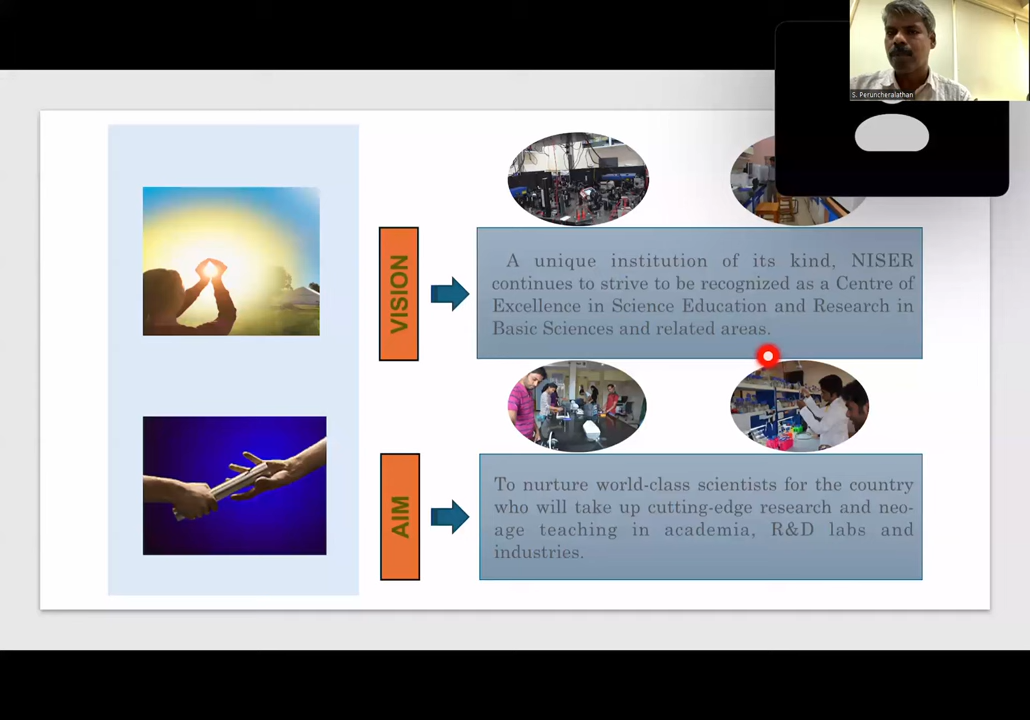 S. Peruncheralathan
VISION
A unique institution of its kind, NISER
continues to strive to be recognized as a Centre of
Excellence in Science Education and Research in
Basic Sciences and related areas.
AIM
To nurture world-class scientists for the country
who will take up cutting-edge research and neo-
age teaching in academia, R&D labs and
industries.